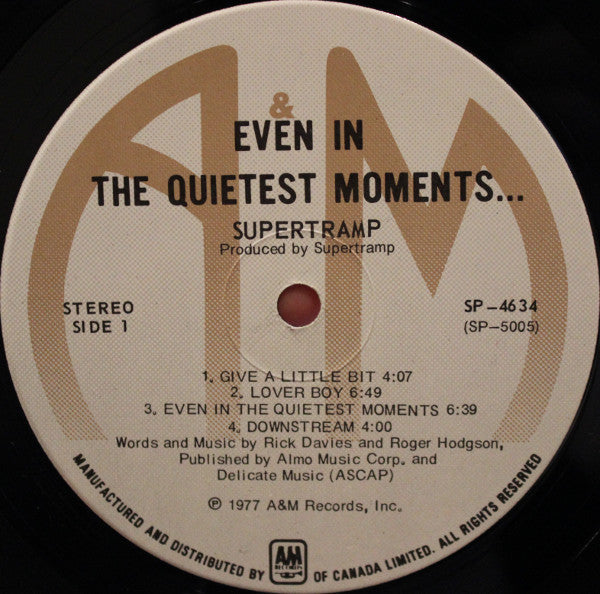 &
EVEN IN
THE QUIETEST MOMENTS...
SUPERTRAMP
Produced by Supertramp
STEREO
SIDE 1
SP-4634
(SP-5005)
1. GIVE A LITTLE BIT 4:07
2. LOVER BOY 6:49
3. EVEN IN THE QUIETEST MOMENTS 6:39
4. DOWNSTREAM 4:00
Words and Music by Rick Davies and Roger Hodgson,
Published by Almo Music Corp. and
Delicate Music (ASCAP)
℗ 1977 A&M Records, Inc.
MANUFACTURED AND DISTRIBUTED BY A&M RECORDS OF CANADA LIMITED. ALL RIGHTS RESERVED